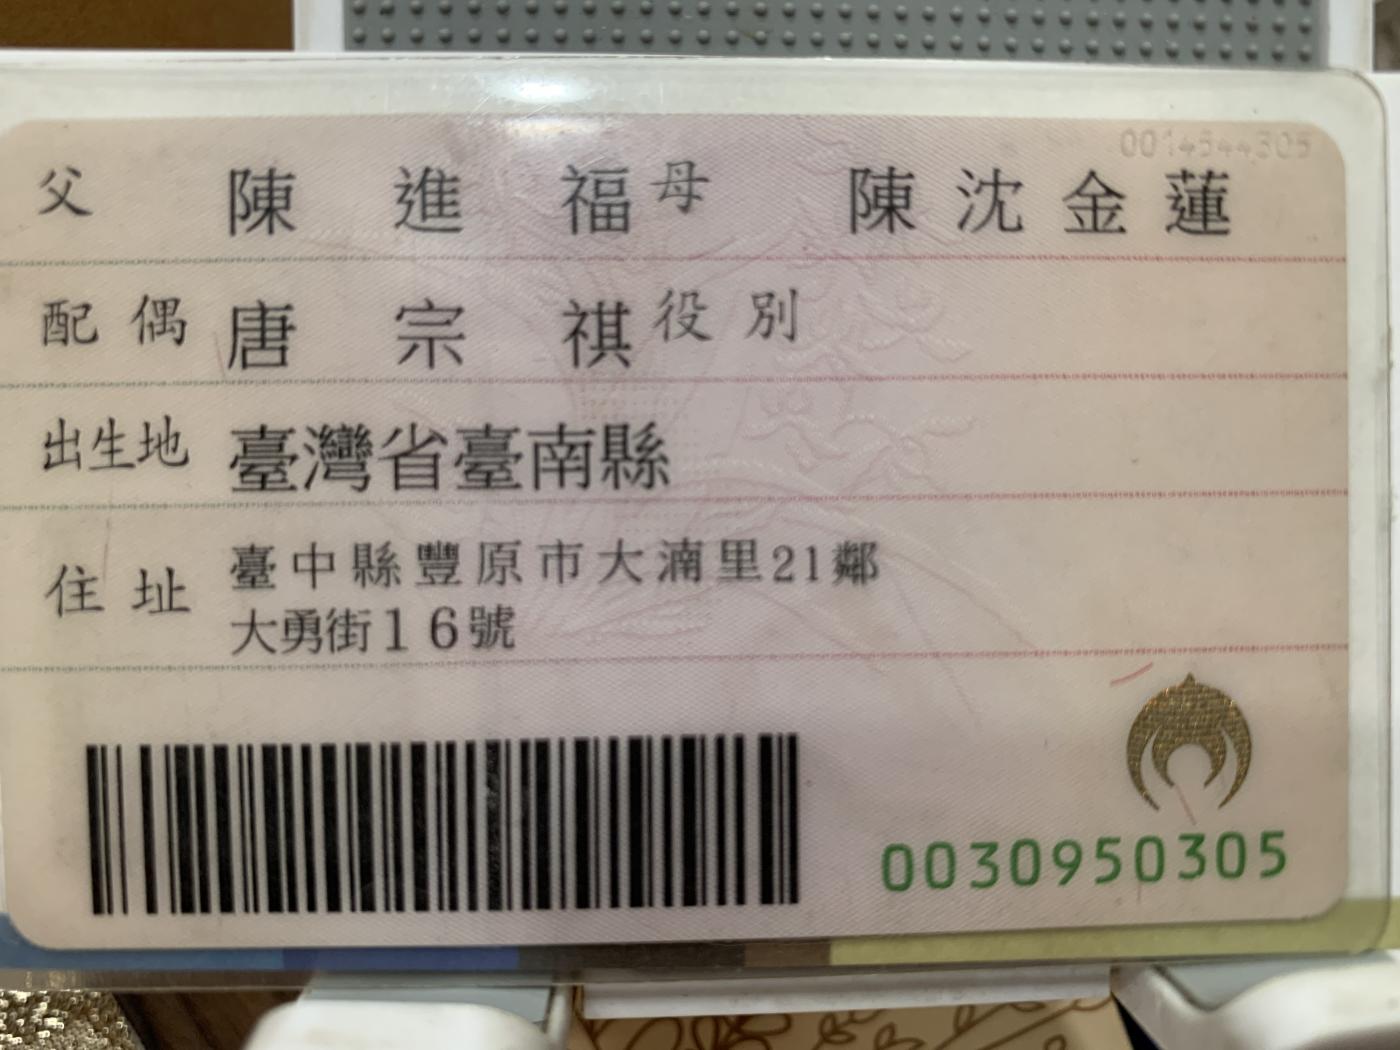 父 陳進福 母 陳沈金蓮
配偶 唐宗祺 役別
出生地 臺灣省臺南縣
住址 臺中縣豐原市大湳里21鄰
大勇街16號
0030950305